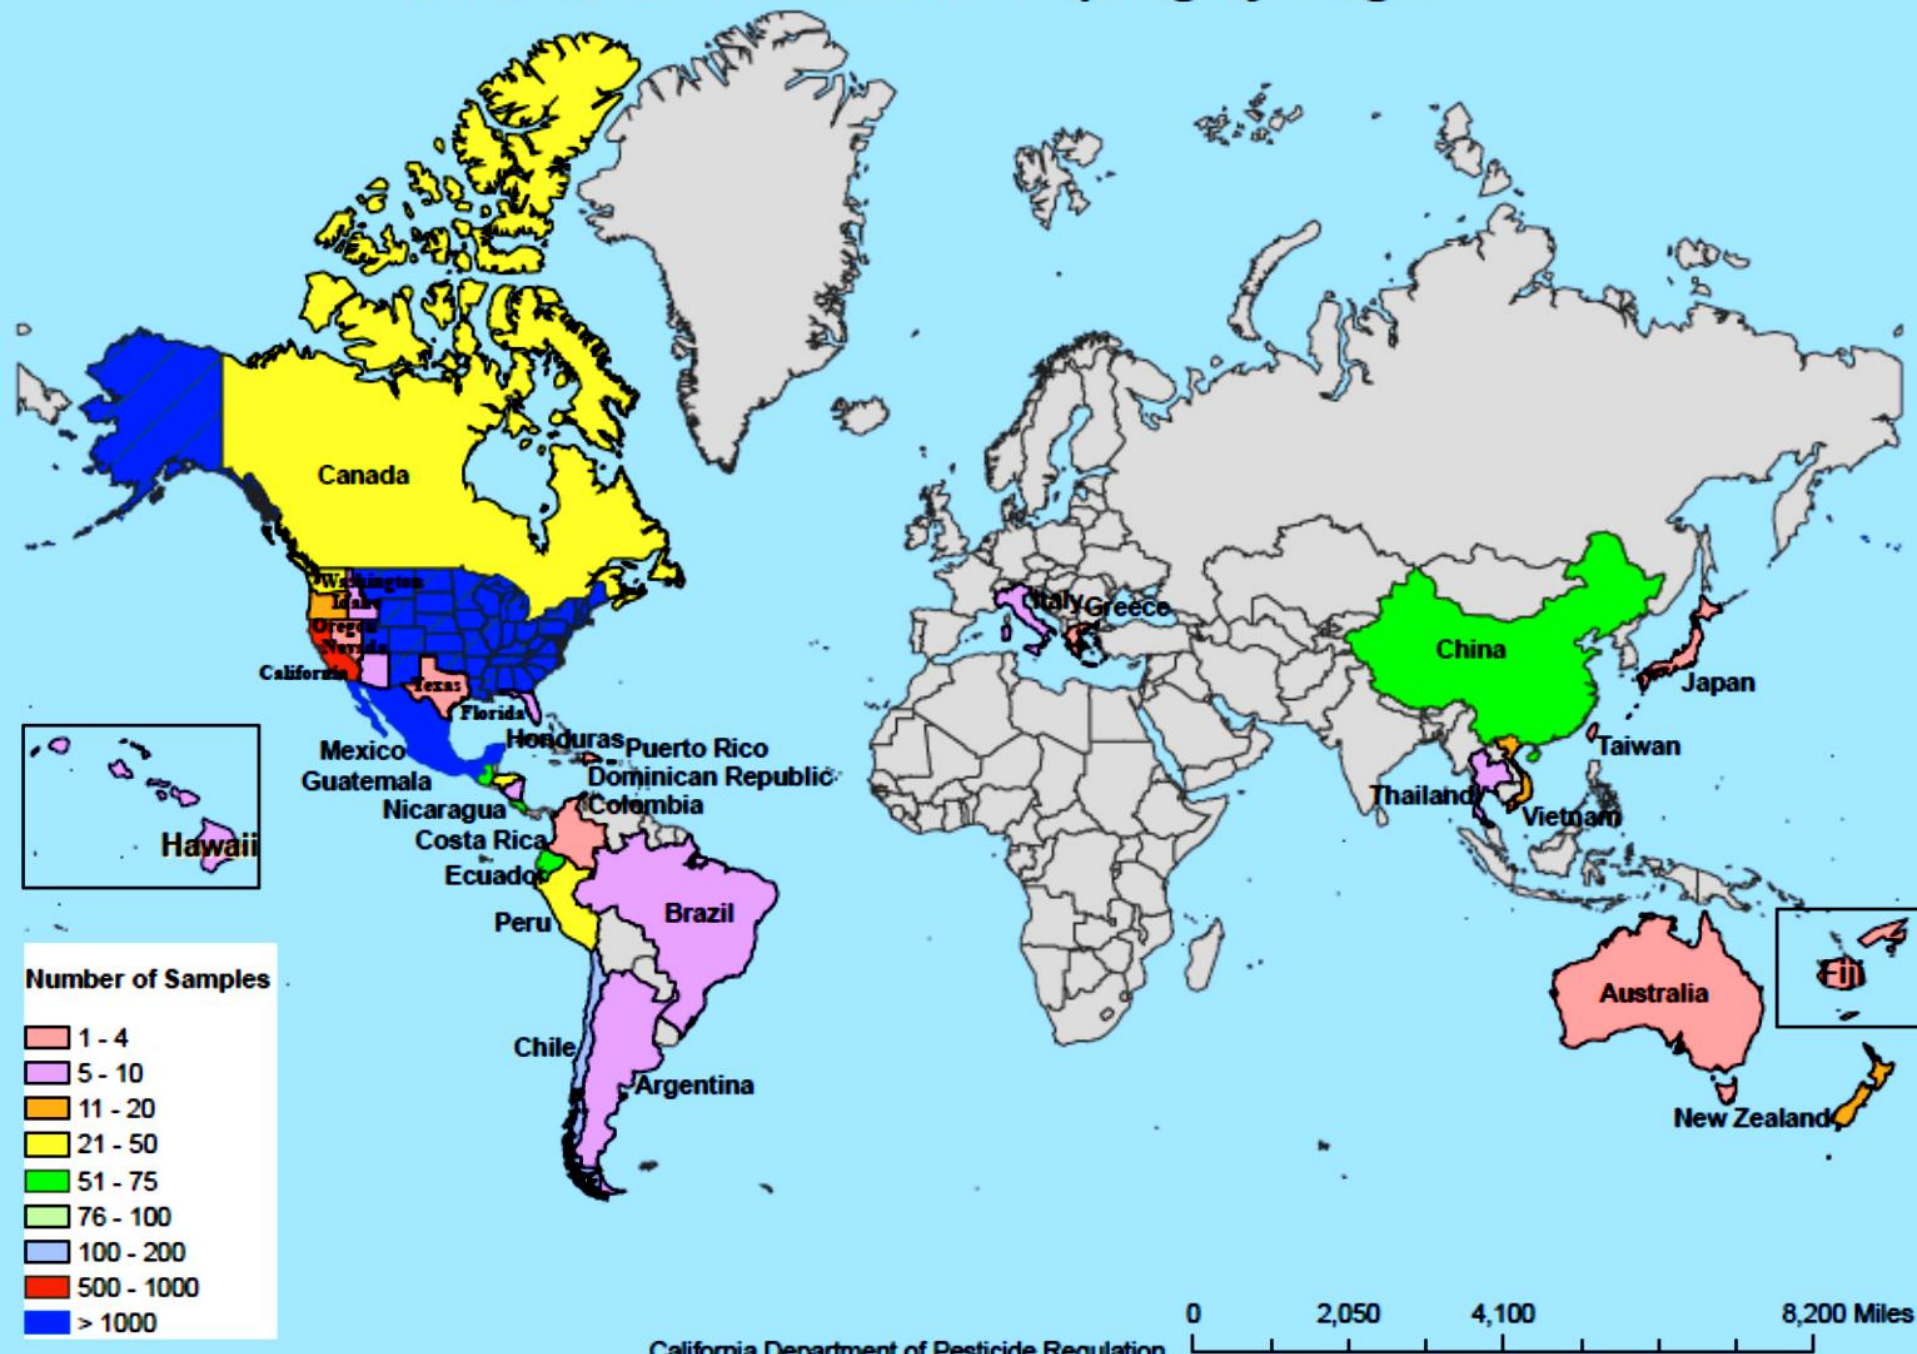 Canada
Washington
Idaho
Oregon
Nevada
California
Texas
Florida
Italy
Greece
China
Japan
Taiwan
Thailand
Vietnam
Mexico
Honduras
Puerto Rico
Guatemala
Dominican Republic
Nicaragua
Colombia
Costa Rica
Ecuador
Peru
Brazil
Hawaii
Chile
Argentina
Australia
Fiji
New Zealand
Number of Samples
1 - 4
5 - 10
11 - 20
21 - 50
51 - 75
76 - 100
100 - 200
500 - 1000
> 1000
0 2,050 4,100 8,200 Miles
California Department of Pesticide Regulation